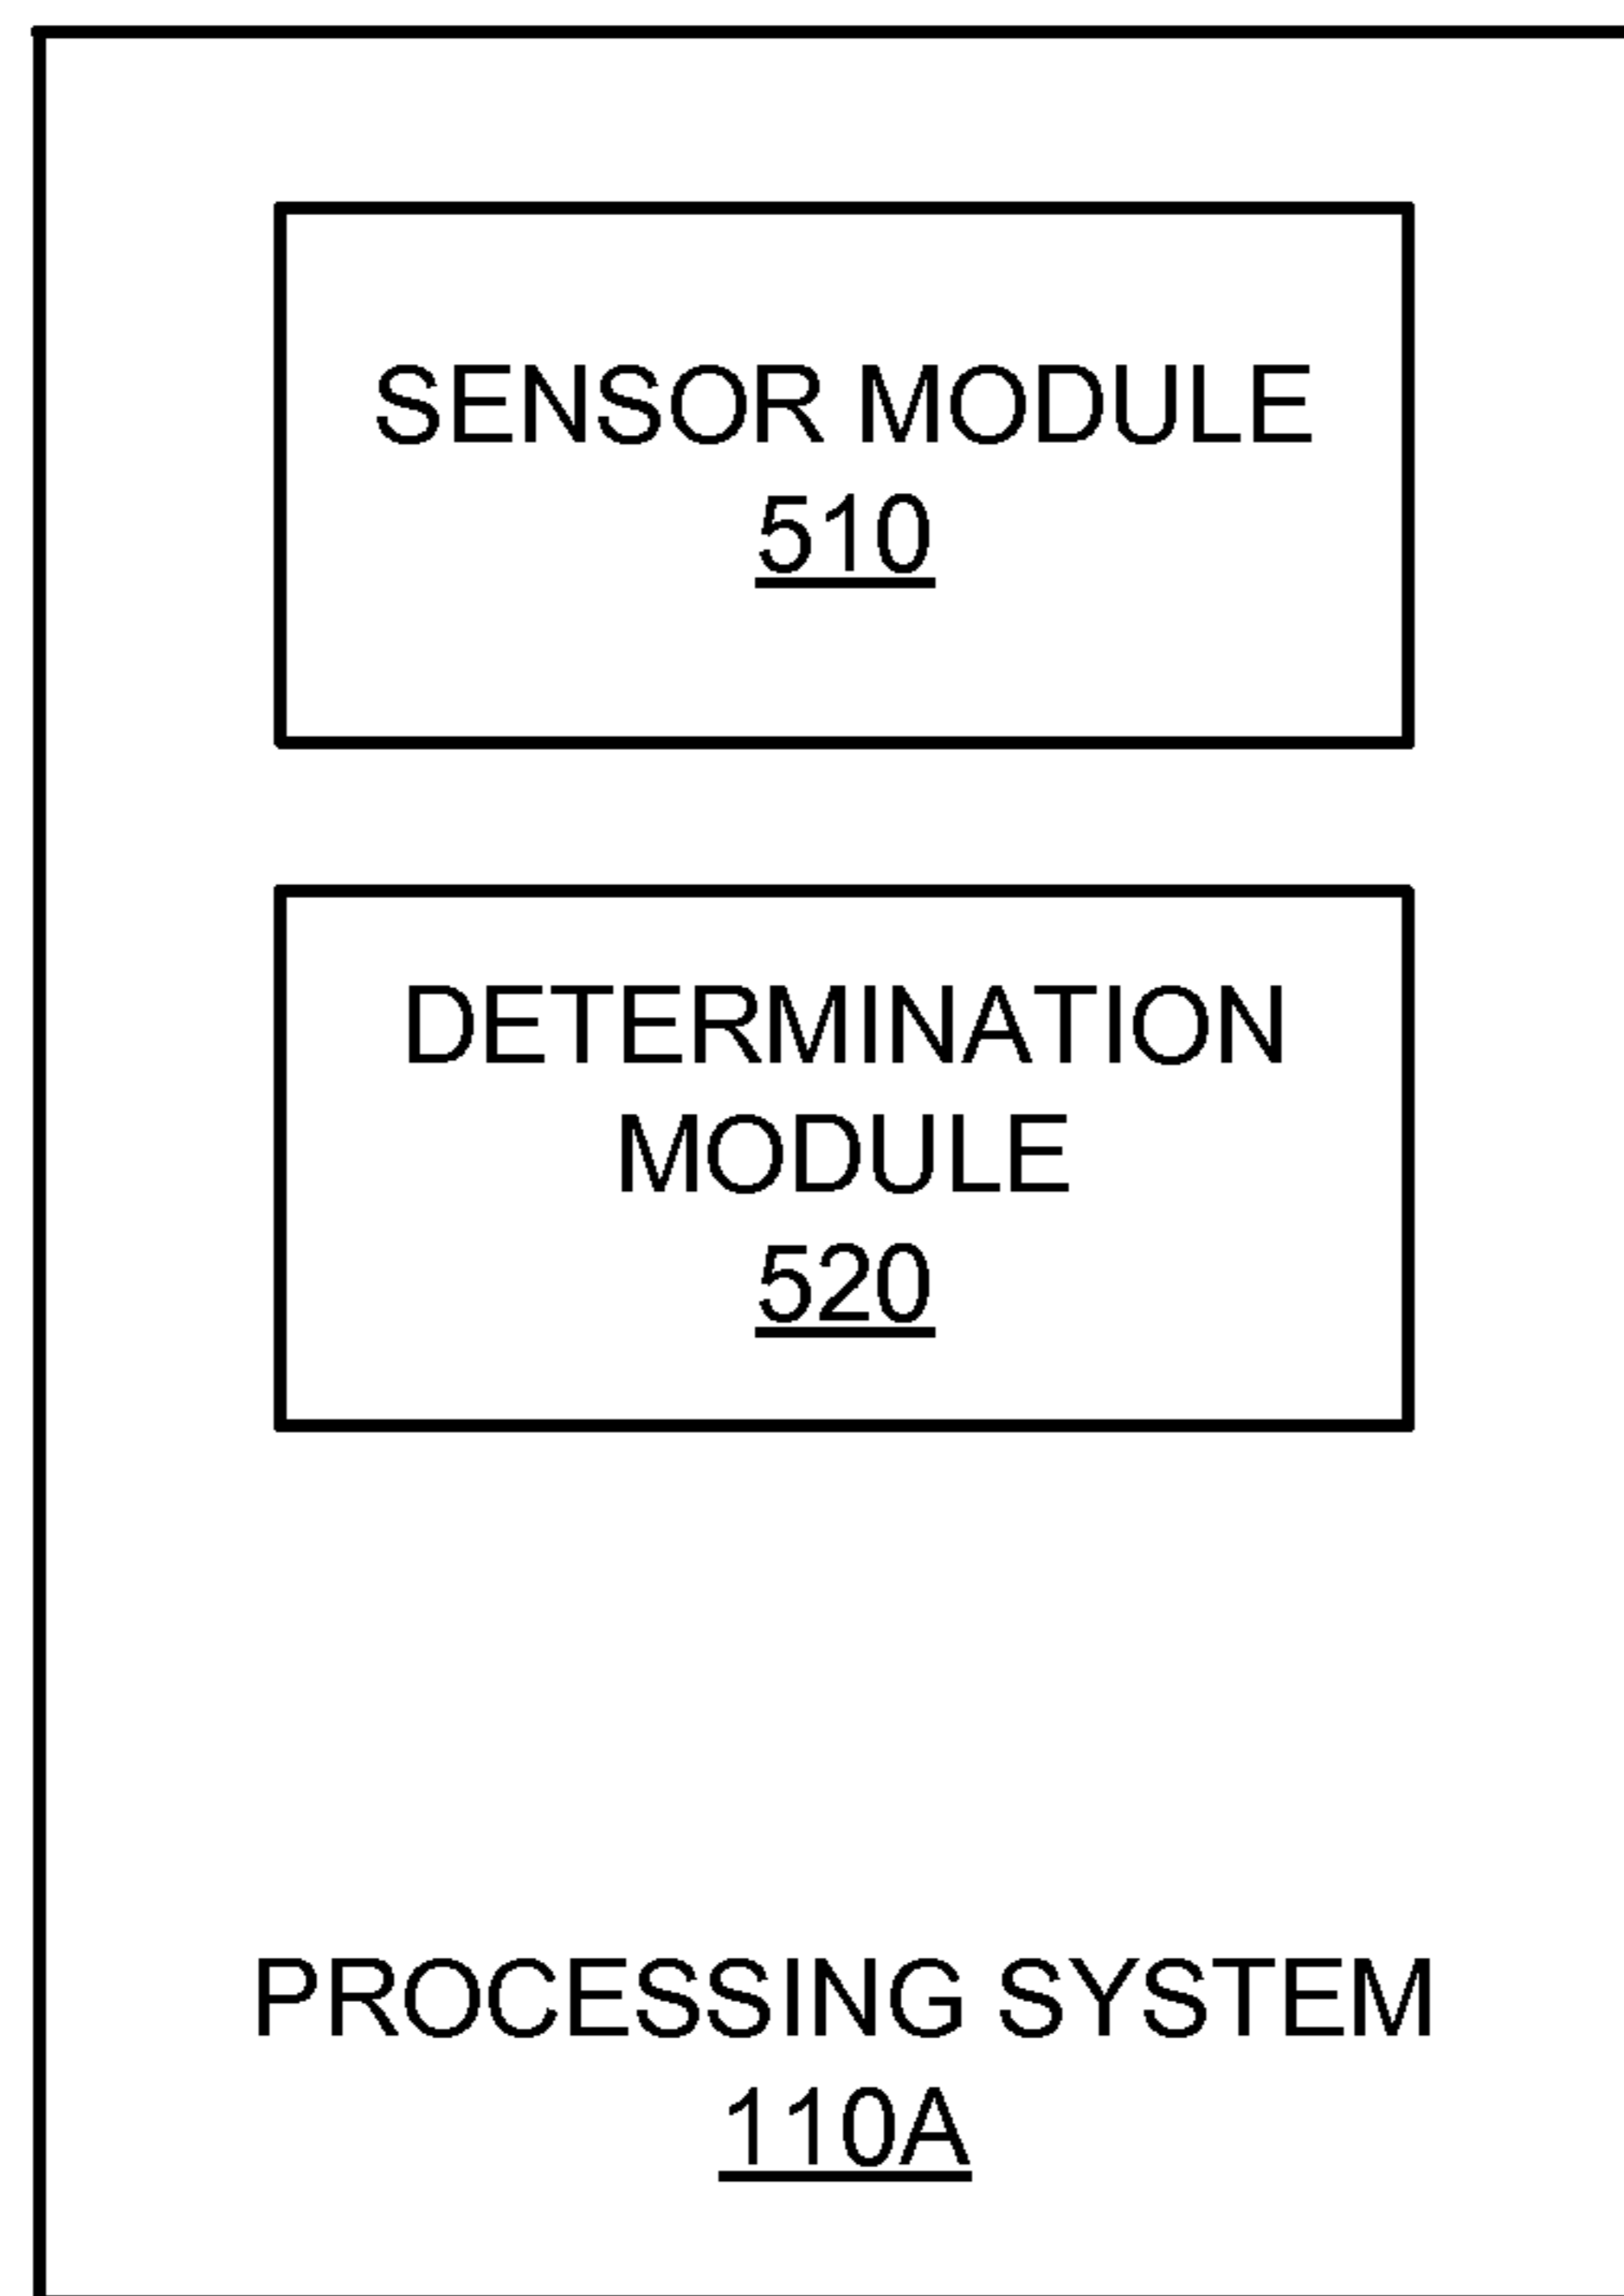 SENSOR MODULE
510
DETERMINATION
MODULE
520
PROCESSING SYSTEM
110A